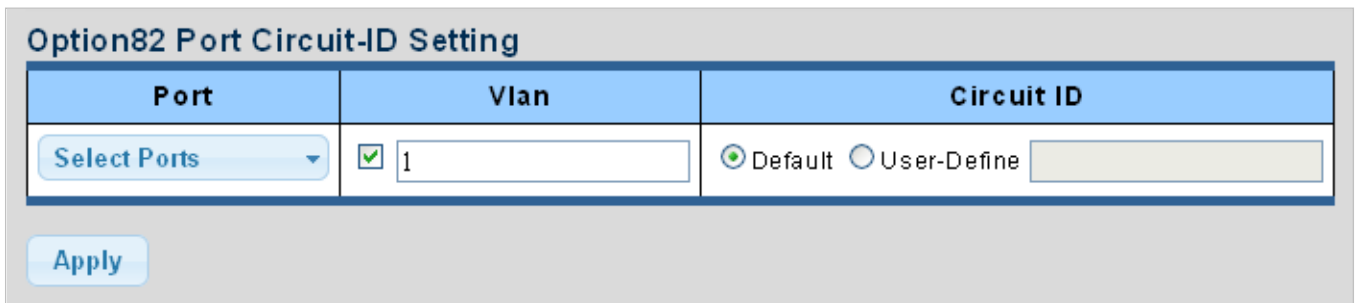 Option82 Port Circuit-ID Setting
Port Vlan Circuit ID
Select Ports 1 Default User-Define
Apply